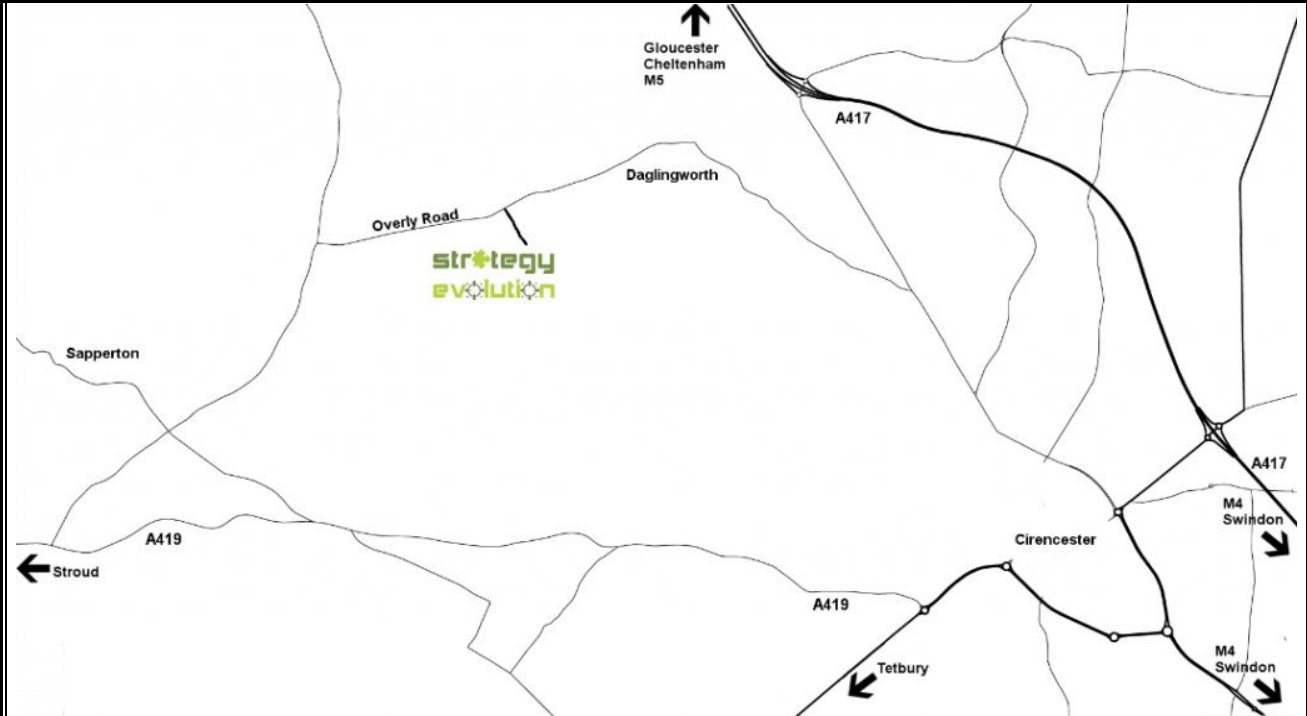 Gloucester
Cheltenham
M5
A417
Daglingworth
Overly Road
strategy
evolution
Sapperton
A417
M4
Swindon
A419
Cirencester
Stroud
A419
M4
Swindon
Tetbury